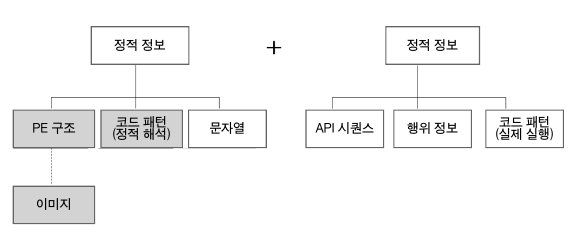 정적 정보
+
정적 정보
PE 구조
코드 패턴
(정적 해석)
문자열
API 시퀀스
행위 정보
코드 패턴
(실제 실행)
이미지